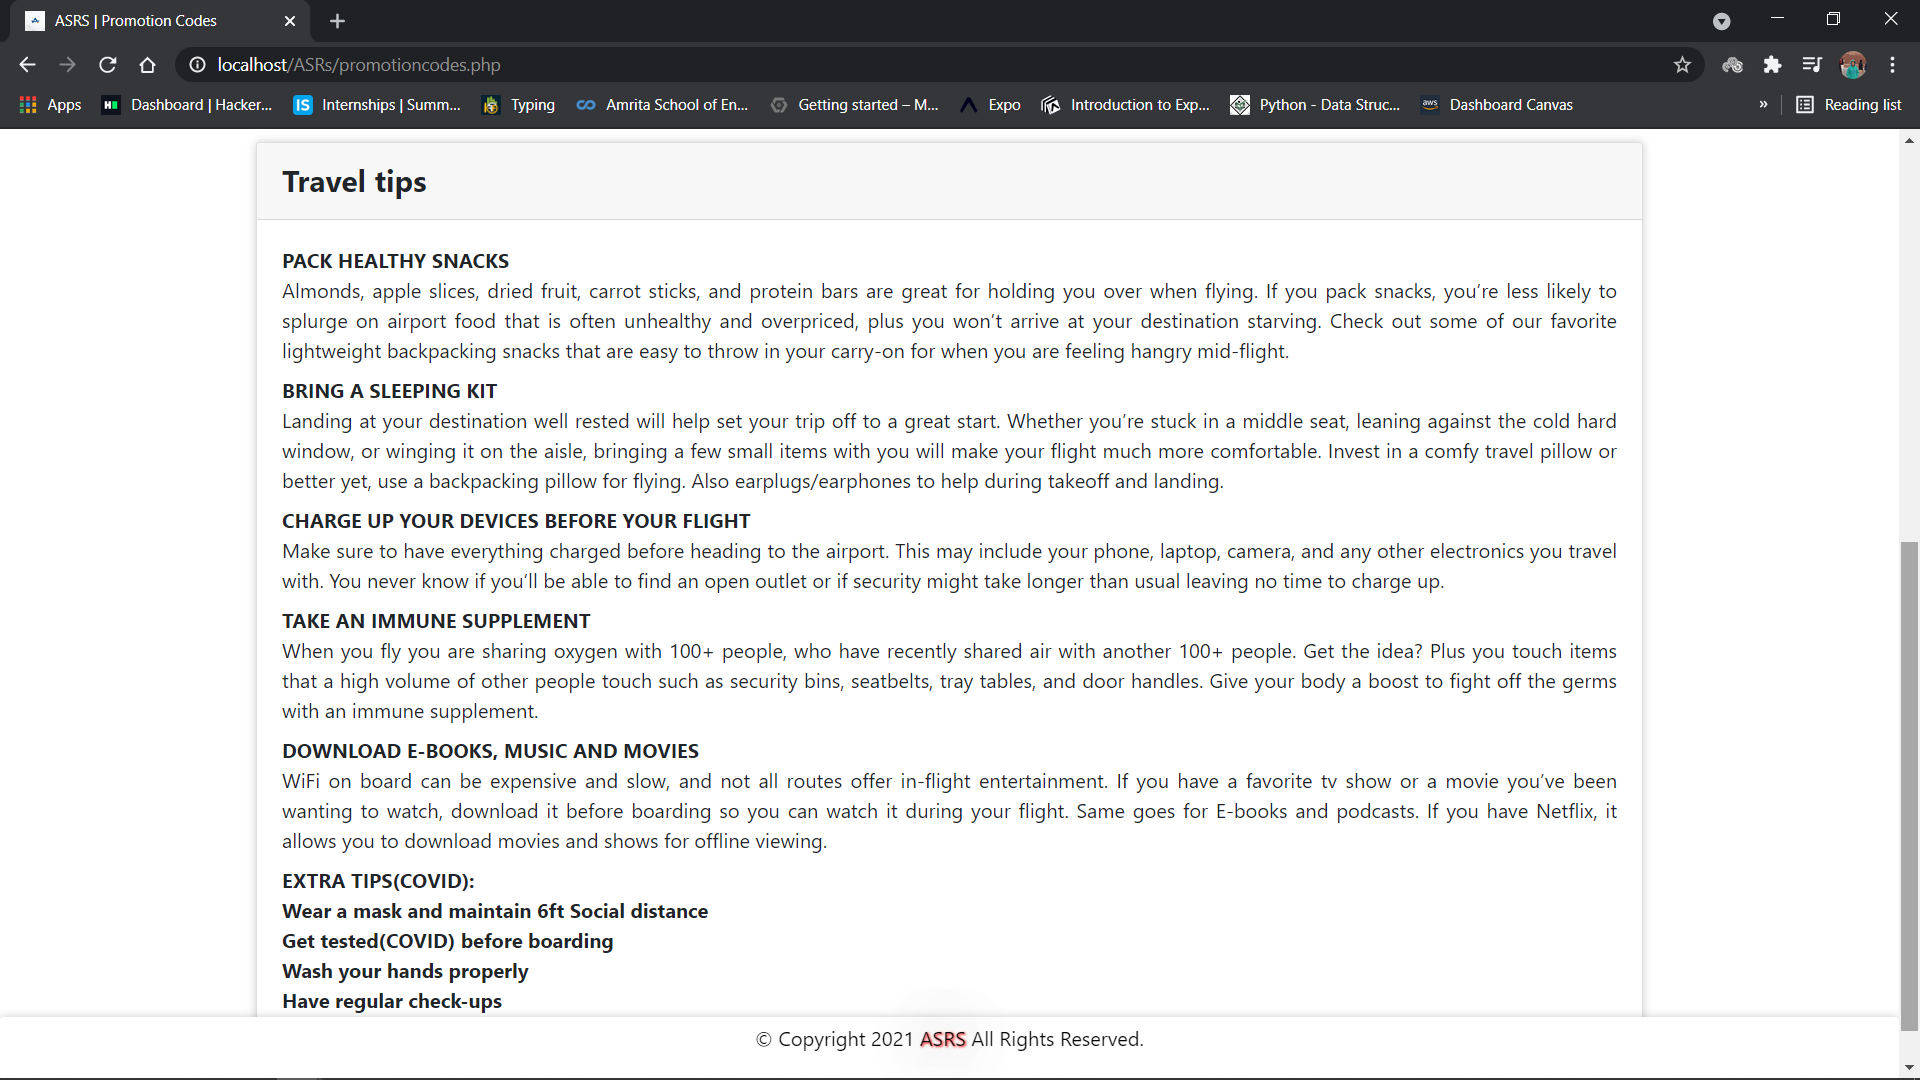 ASRS | Promotion Codes
localhost/ASRs/promotioncodes.php
Apps
Dashboard | Hacker...
Internships | Summ...
Typing
Amrita School of En...
Getting started – M...
Expo
Introduction to Exp...
Python - Data Struc...
Dashboard Canvas
»
Reading list
Travel tips
PACK HEALTHY SNACKS
Almonds, apple slices, dried fruit, carrot sticks, and protein bars are great for holding you over when flying. If you pack snacks, you’re less likely to
splurge on airport food that is often unhealthy and overpriced, plus you won’t arrive at your destination starving. Check out some of our favorite
lightweight backpacking snacks that are easy to throw in your carry-on for when you are feeling hangry mid-flight.
BRING A SLEEPING KIT
Landing at your destination well rested will help set your trip off to a great start. Whether you’re stuck in a middle seat, leaning against the cold hard
window, or winging it on the aisle, bringing a few small items with you will make your flight much more comfortable. Invest in a comfy travel pillow or
better yet, use a backpacking pillow for flying. Also earplugs/earphones to help during takeoff and landing.
CHARGE UP YOUR DEVICES BEFORE YOUR FLIGHT
Make sure to have everything charged before heading to the airport. This may include your phone, laptop, camera, and any other electronics you travel
with. You never know if you’ll be able to find an open outlet or if security might take longer than usual leaving no time to charge up.
TAKE AN IMMUNE SUPPLEMENT
When you fly you are sharing oxygen with 100+ people, who have recently shared air with another 100+ people. Get the idea? Plus you touch items
that a high volume of other people touch such as security bins, seatbelts, tray tables, and door handles. Give your body a boost to fight off the germs
with an immune supplement.
DOWNLOAD E-BOOKS, MUSIC AND MOVIES
WiFi on board can be expensive and slow, and not all routes offer in-flight entertainment. If you have a favorite tv show or a movie you’ve been
wanting to watch, download it before boarding so you can watch it during your flight. Same goes for E-books and podcasts. If you have Netflix, it
allows you to download movies and shows for offline viewing.
EXTRA TIPS(COVID):
Wear a mask and maintain 6ft Social distance
Get tested(COVID) before boarding
Wash your hands properly
Have regular check-ups
© Copyright 2021 ASRS All Rights Reserved.